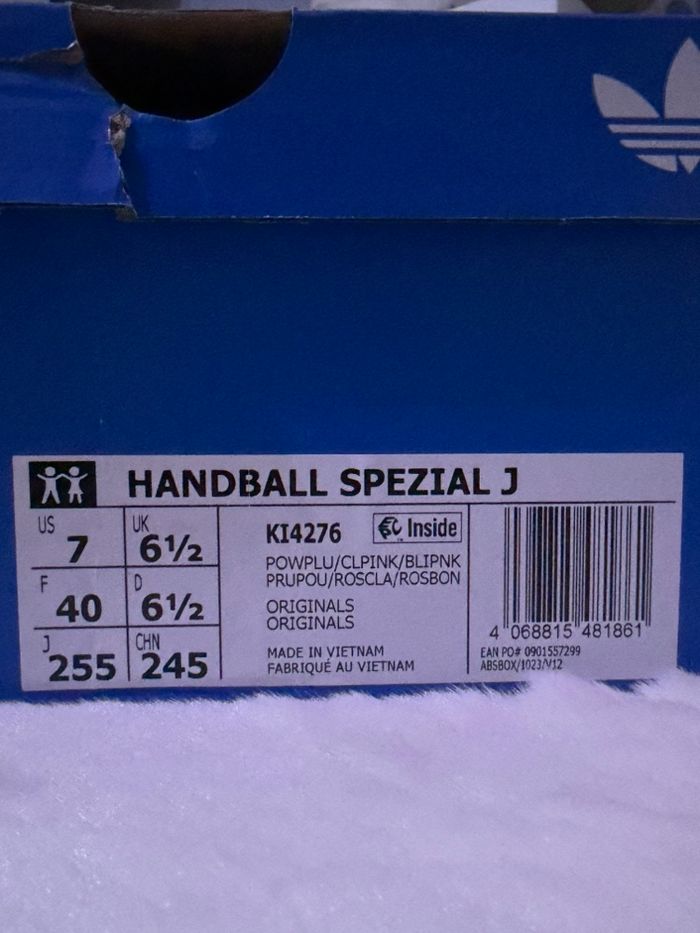 HANDBALL SPEZIAL J
US 7
UK 6½
F 40
D 6½
J 255
CHN 245
KI4276
Inside
POWPLU/CLPINK/BLIPNK
PRUPOU/ROSCLA/ROSBON
ORIGINALS
ORIGINALS
MADE IN VIETNAM
FABRIQUÉ AU VIETNAM
4 068815 481861
EAN PO# 0901557299
ABSBOX/1023/V12